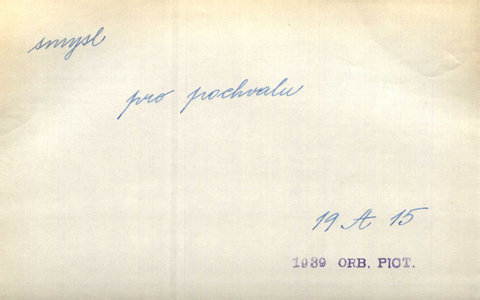 smysl
pro pochvalu
19 A 15
1939 ORB. PICT.